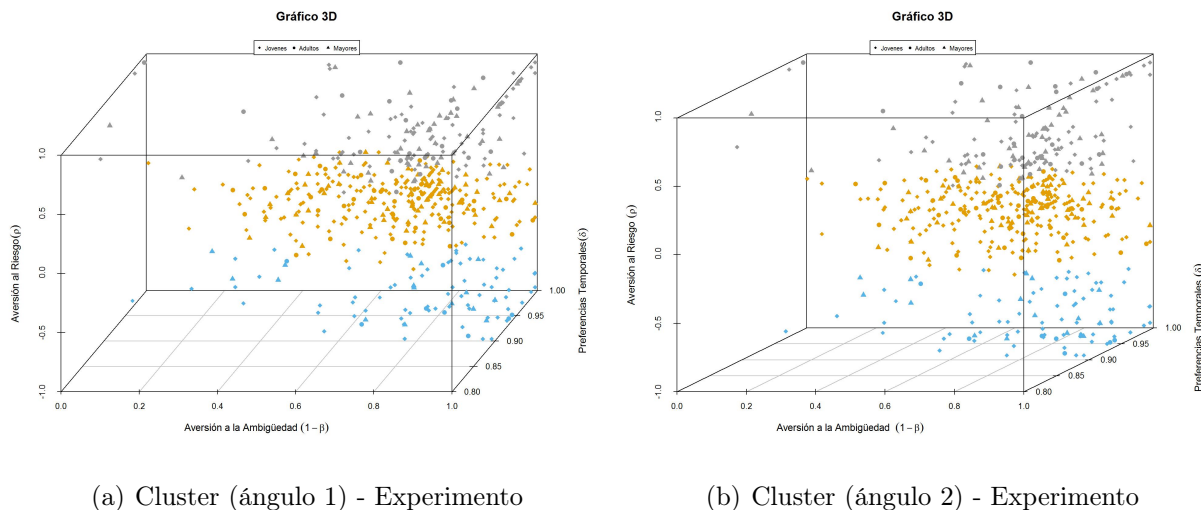 Gráfico 3D
Jovenes Adultos Mayores
Aversión al Riesgo(ρ)
-1.0
-0.5
0.0
0.5
1.0
0.0 0.2 0.4 0.6 0.8 1.0
Aversión a la Ambigüedad (1−β)
0.80
0.85
0.90
0.95
1.00
Preferencias Temporales(δ)
(a) Cluster (ángulo 1) - Experimento
Gráfico 3D
Jovenes Adultos Mayores
Aversión al Riesgo (ρ)
-1.0
-0.5
0.0
0.5
1.0
0.0 0.2 0.4 0.6 0.8 1.0
Aversión a la Ambigüedad (1−β)
0.80
0.85
0.90
0.95
1.00
Preferencias Temporales (δ)
(b) Cluster (ángulo 2) - Experimento